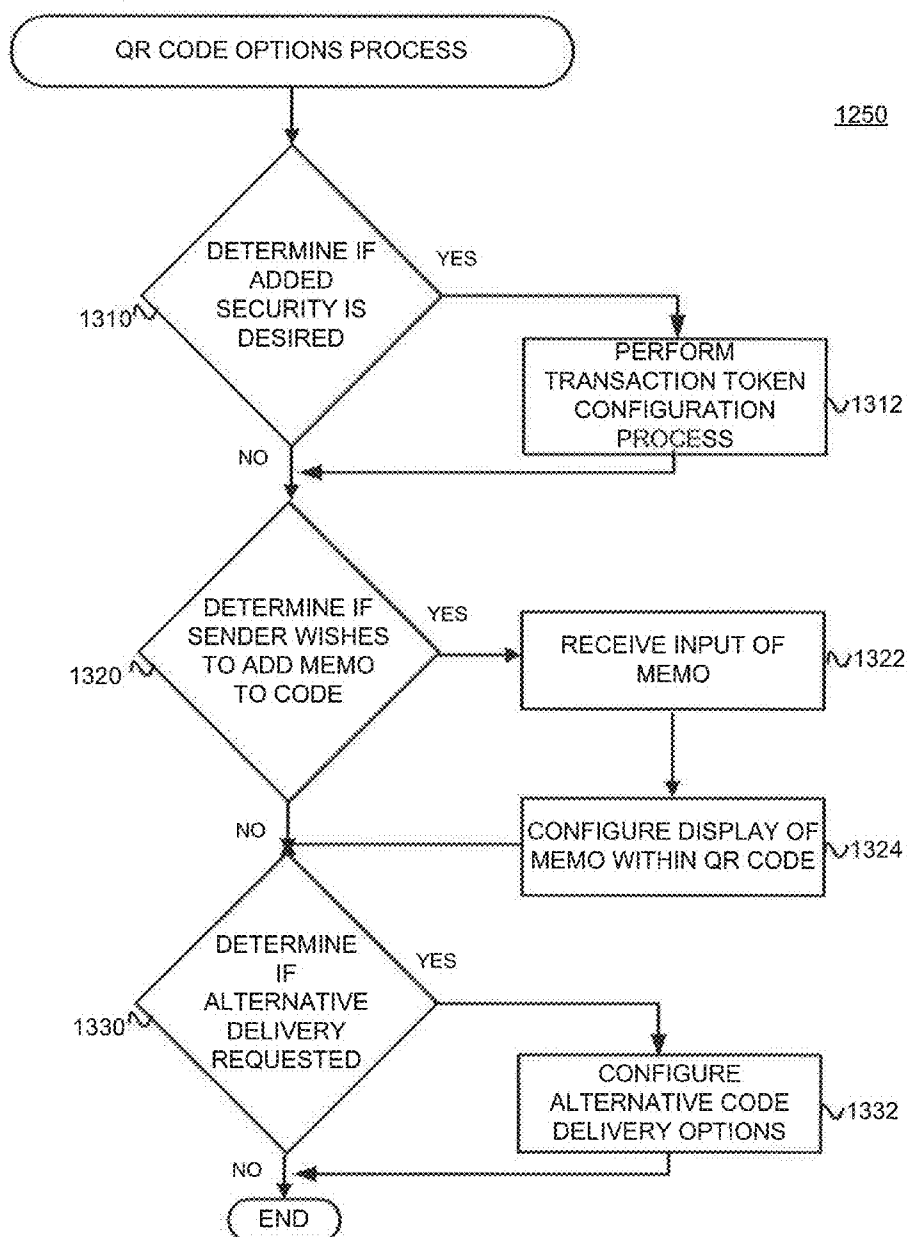 QR CODE OPTIONS PROCESS
1250
DETERMINE IF
ADDED
SECURITY IS
DESIRED
1310
YES
PERFORM
TRANSACTION TOKEN
CONFIGURATION
PROCESS
1312
NO
DETERMINE IF
SENDER WISHES
TO ADD MEMO
TO CODE
1320
YES
RECEIVE INPUT OF
MEMO
1322
NO
CONFIGURE DISPLAY OF
MEMO WITHIN QR CODE
1324
DETERMINE
IF
ALTERNATIVE
DELIVERY
REQUESTED
1330
YES
CONFIGURE
ALTERNATIVE CODE
DELIVERY OPTIONS
1332
NO
END